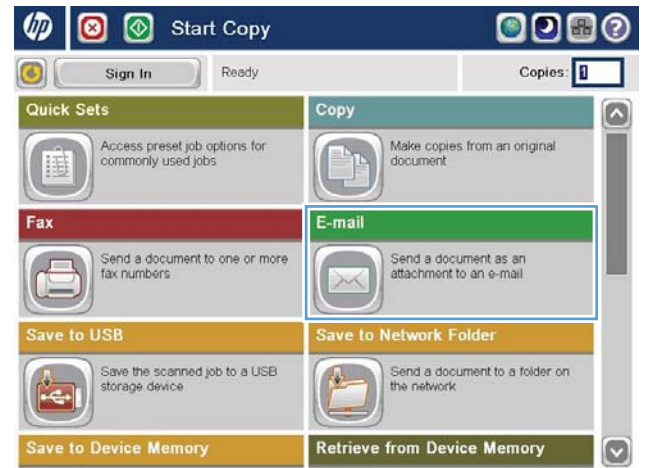 hp
Start Copy
?
Sign In
Ready
Copies: 1
Quick Sets
Access preset job options for
commonly used jobs
Copy
Make copies from an original
document
Fax
Send a document to one or more
fax numbers
E-mail
Send a document as an
attachment to an e-mail
Save to USB
Save the scanned job to a USB
storage device
Save to Network Folder
Send a document to a folder on
the network
Save to Device Memory
Retrieve from Device Memory